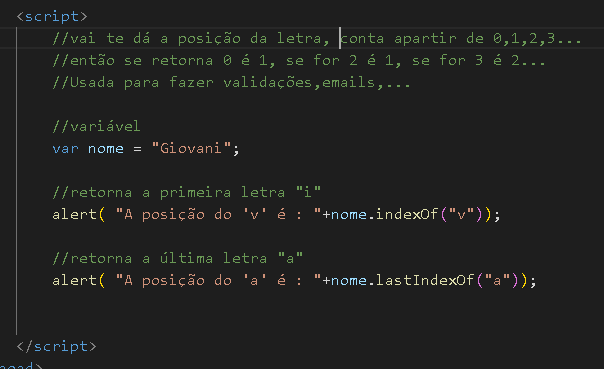 <script>
//vai te dá a posição da letra, conta apartir de 0,1,2,3...
//então se retorna 0 é 1, se for 2 é 1, se for 3 é 2...
//Usada para fazer validações,emails,...
//variável
var nome = "Giovani";
//retorna a primeira letra "i"
alert( "A posição do 'v' é : "+nome.indexOf("v"));
//retorna a última letra "a"
alert( "A posição do 'a' é : "+nome.lastIndexOf("a"));
</script>